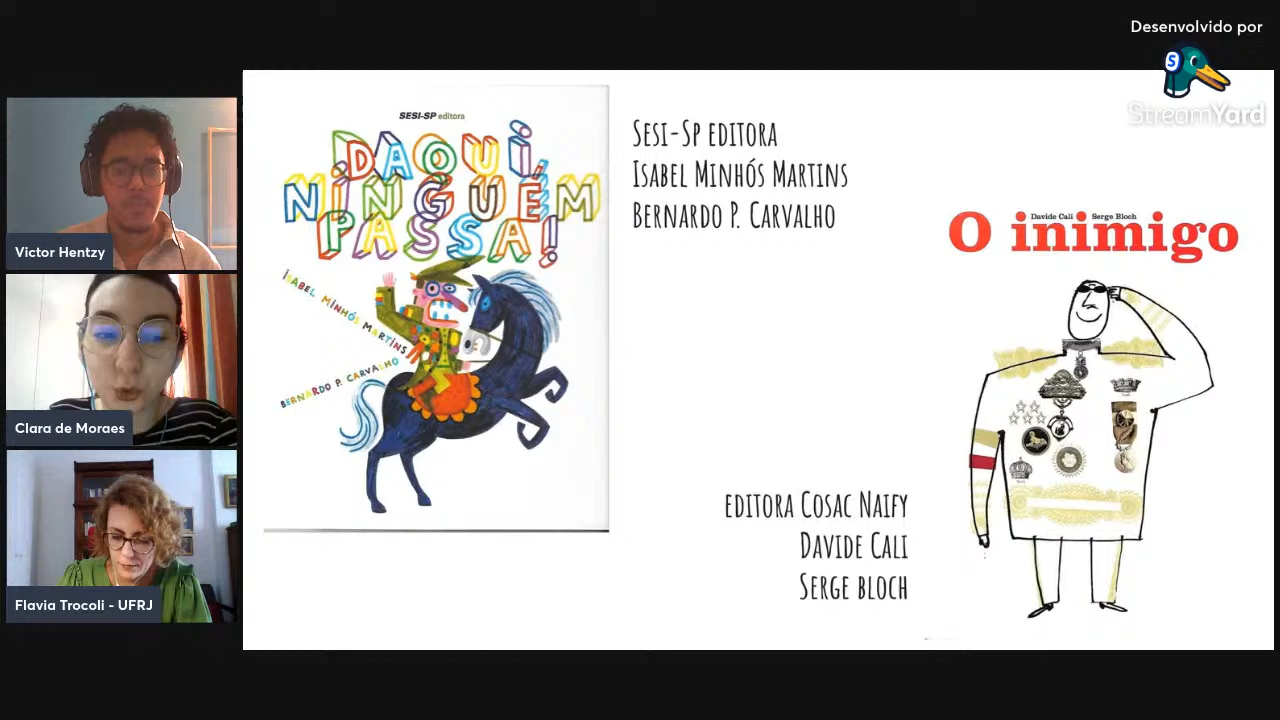 Desenvolvido por
StreamYard
Victor Hentzy
Clara de Moraes
Flavia Trocoli - UFRJ
SESI-SP editora
DAQUI,
NINGUÉM
PASSA!
ISABEL MINHÓS MARTINS
BERNARDO P. CARVALHO
SESI-SP EDITORA
ISABEL MINHÓS MARTINS
BERNARDO P. CARVALHO
Davide Cali Serge Bloch
O inimigo
EDITORA COSAC NAIFY
DAVIDE CALI
SERGE BLOCH